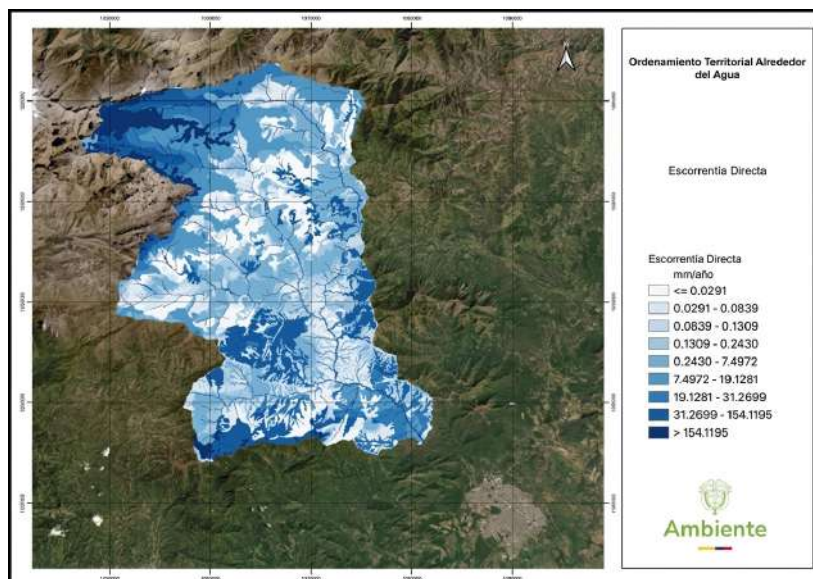 Ordenamiento Territorial Alrededor
del Agua
Escorrentía Directa
Escorrentía Directa
mm/año
<= 0.0291
0.0291 - 0.0839
0.0839 - 0.1309
0.1309 - 0.2430
0.2430 - 7.4972
7.4972 - 19.1281
19.1281 - 31.2699
31.2699 - 154.1195
> 154.1195
Ambiente